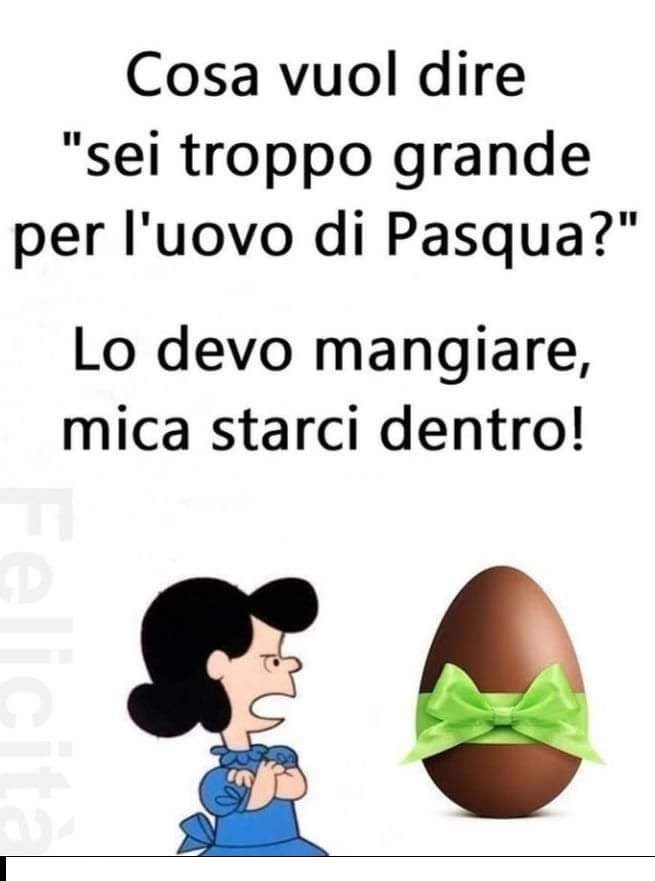 Cosa vuol dire
"sei troppo grande
per l'uovo di Pasqua?"
Lo devo mangiare,
mica starci dentro!
Felicità